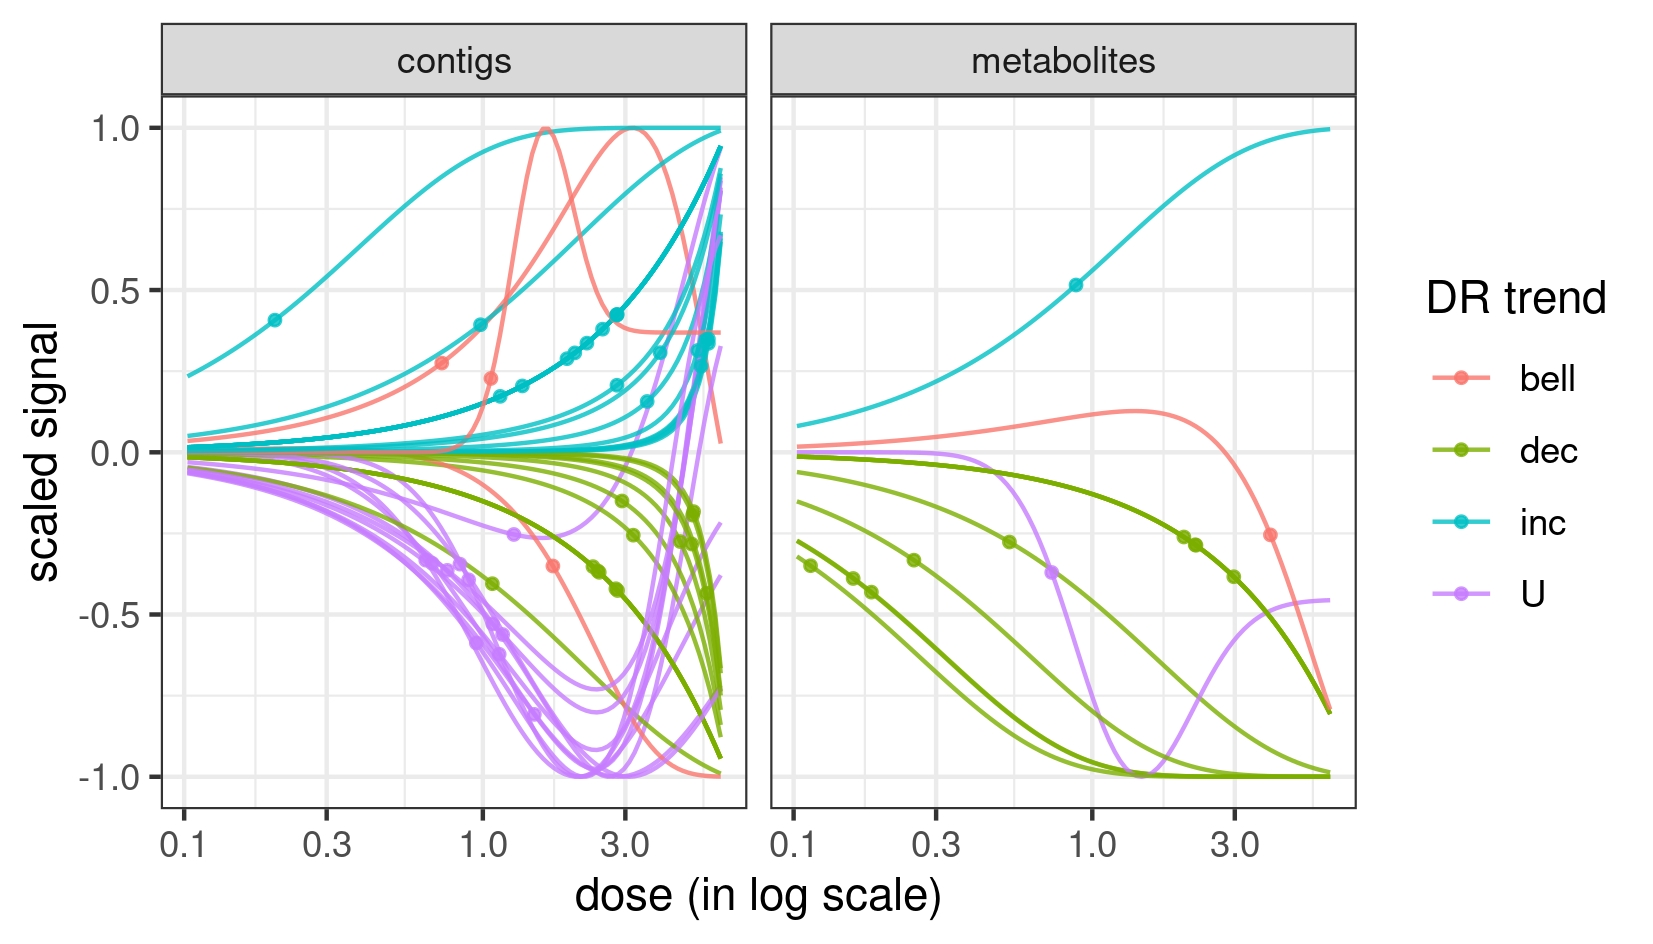 contigs
metabolites
1.0
0.5
0.0
-0.5
-1.0
scaled signal
0.1 0.3 1.0 3.0
0.1 0.3 1.0 3.0
dose (in log scale)
DR trend
bell
dec
inc
U